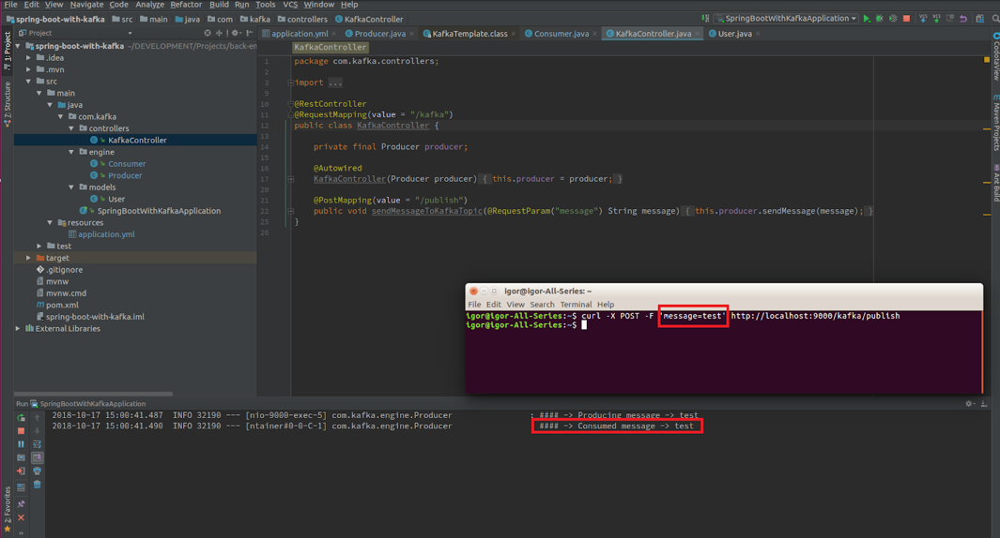 File Edit View Navigate Code Analyze Refactor Build Run Tools VCS Window Help
spring-boot-with-kafka src main java com kafka controllers KafkaController
SpringBootWithKafkaApplication
Project
application.yml Producer.java KafkaTemplate.class Consumer.java KafkaController.java User.java
1: Project
Z: Structure
2: Favorites
CodotaView
Maven Projects
Ant Build
spring-boot-with-kafka ~/DEVELOPMENT/Projects/back-en
.idea
.mvn
src
main
java
com.kafka
controllers
KafkaController
engine
Consumer
Producer
models
User
SpringBootWithKafkaApplication
resources
application.yml
test
target
.gitignore
mvnw
mvnw.cmd
pom.xml
spring-boot-with-kafka.iml
External Libraries
KafkaController
1 package com.kafka.controllers;
2
3 import ...
9
10 @RestController
11 @RequestMapping(value = "/kafka")
12 public class KafkaController {
13
14 private final Producer producer;
15
16 @Autowired
17 KafkaController(Producer producer) { this.producer = producer; }
20
21 @PostMapping(value = "/publish")
22 public void sendMessageToKafkaTopic(@RequestParam("message") String message) { this.producer.sendMessage(message); }
25 }
26
igor@igor-All-Series: ~
File Edit View Search Terminal Help
igor@igor-All-Series:~$ curl -X POST -F 'message=test' http://localhost:9000/kafka/publish
igor@igor-All-Series:~$
Run SpringBootWithKafkaApplication
2018-10-17 15:00:41.487 INFO 32190 --- [nio-9000-exec-5] com.kafka.engine.Producer : #### -> Producing message -> test
2018-10-17 15:00:41.490 INFO 32190 --- [ntainer#0-0-C-1] com.kafka.engine.Producer #### -> Consumed message -> test